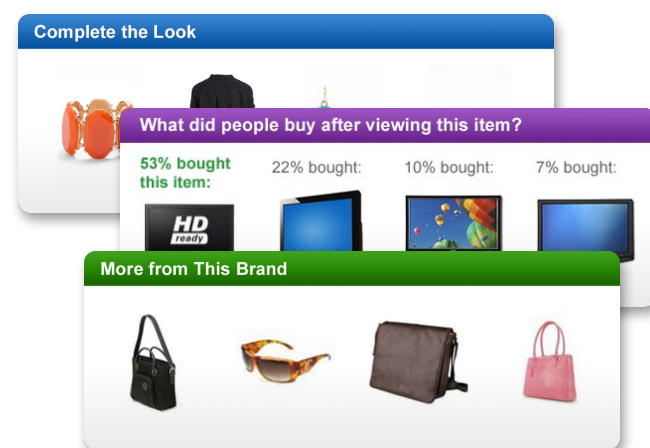 Complete the Look
What did people buy after viewing this item?
53% bought
this item:
22% bought:
10% bought:
7% bought:
HD
ready
More from This Brand